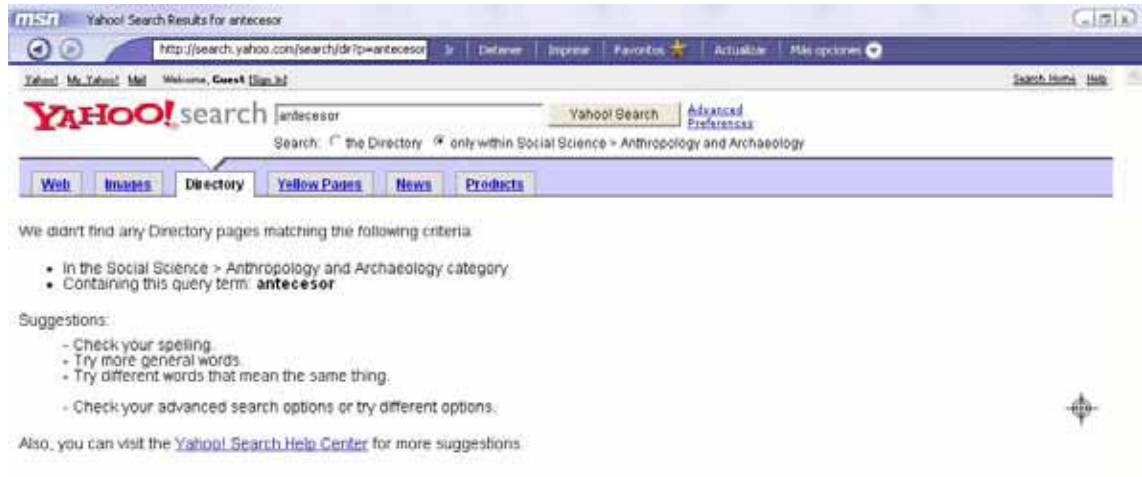 msn Yahoo! Search Results for antecesor
http://search.yahoo.com/search/dir?p=antecesor Ir Detener Imprimir Favoritos Actualizar Más opciones
Yahoo! My Yahoo! Mail Welcome, Guest [Sign In] Search Home Help
YAHOO! search antecesor Yahoo! Search Advanced
Preferences
Search: the Directory only within Social Science > Anthropology and Archaeology
Web Images Directory Yellow Pages News Products
We didn't find any Directory pages matching the following criteria:
• In the Social Science > Anthropology and Archaeology category
• Containing this query term: antecesor
Suggestions:
- Check your spelling.
- Try more general words.
- Try different words that mean the same thing.
- Check your advanced search options or try different options.
Also, you can visit the Yahoo! Search Help Center for more suggestions.